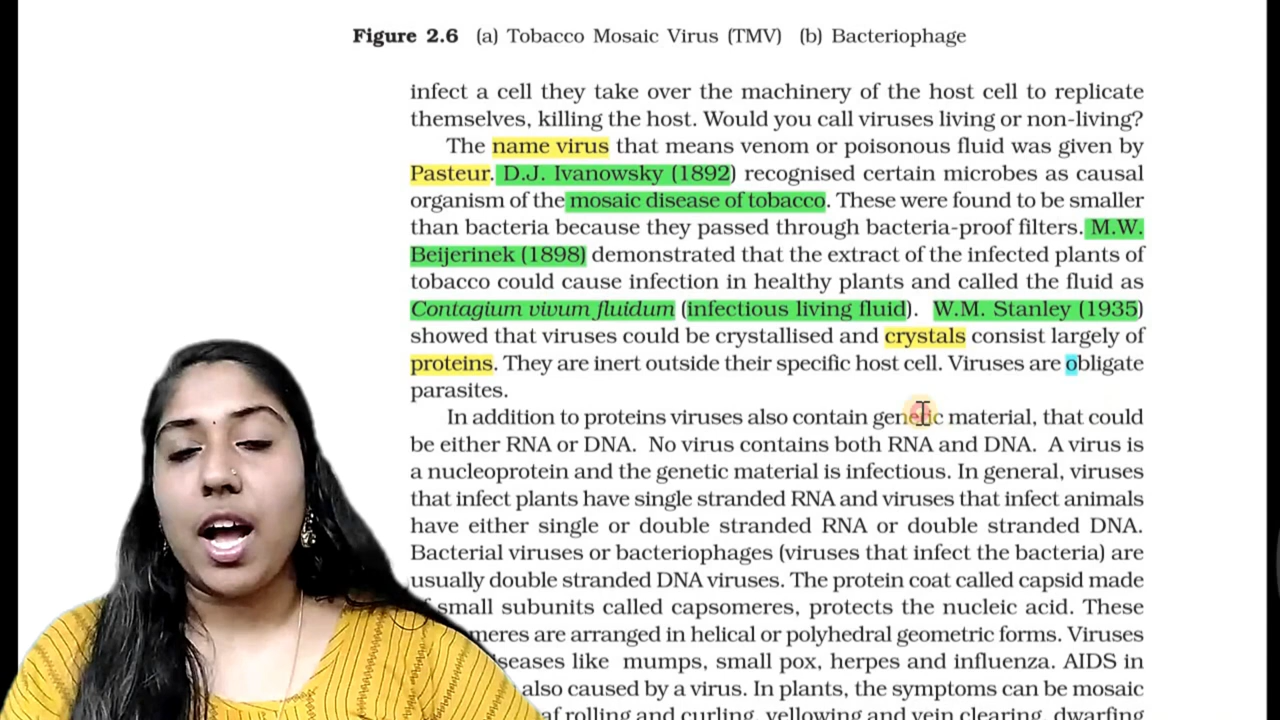 Figure 2.6 (a) Tobacco Mosaic Virus (TMV) (b) Bacteriophage
infect a cell they take over the machinery of the host cell to replicate
themselves, killing the host. Would you call viruses living or non-living?
The name virus that means venom or poisonous fluid was given by
Pasteur. D.J. Ivanowsky (1892) recognised certain microbes as causal
organism of the mosaic disease of tobacco. These were found to be smaller
than bacteria because they passed through bacteria-proof filters. M.W.
Beijerinek (1898) demonstrated that the extract of the infected plants of
tobacco could cause infection in healthy plants and called the fluid as
Contagium vivum fluidum (infectious living fluid). W.M. Stanley (1935)
showed that viruses could be crystallised and crystals consist largely of
proteins. They are inert outside their specific host cell. Viruses are obligate
parasites.
In addition to proteins viruses also contain genetic material, that could
be either RNA or DNA. No virus contains both RNA and DNA. A virus is
a nucleoprotein and the genetic material is infectious. In general, viruses
that infect plants have single stranded RNA and viruses that infect animals
have either single or double stranded RNA or double stranded DNA.
Bacterial viruses or bacteriophages (viruses that infect the bacteria) are
usually double stranded DNA viruses. The protein coat called capsid made
small subunits called capsomeres, protects the nucleic acid. These
meres are arranged in helical or polyhedral geometric forms. Viruses
seases like mumps, small pox, herpes and influenza. AIDS in
also caused by a virus. In plants, the symptoms can be mosaic
af rolling and curling, yellowing and vein clearing, dwarfing